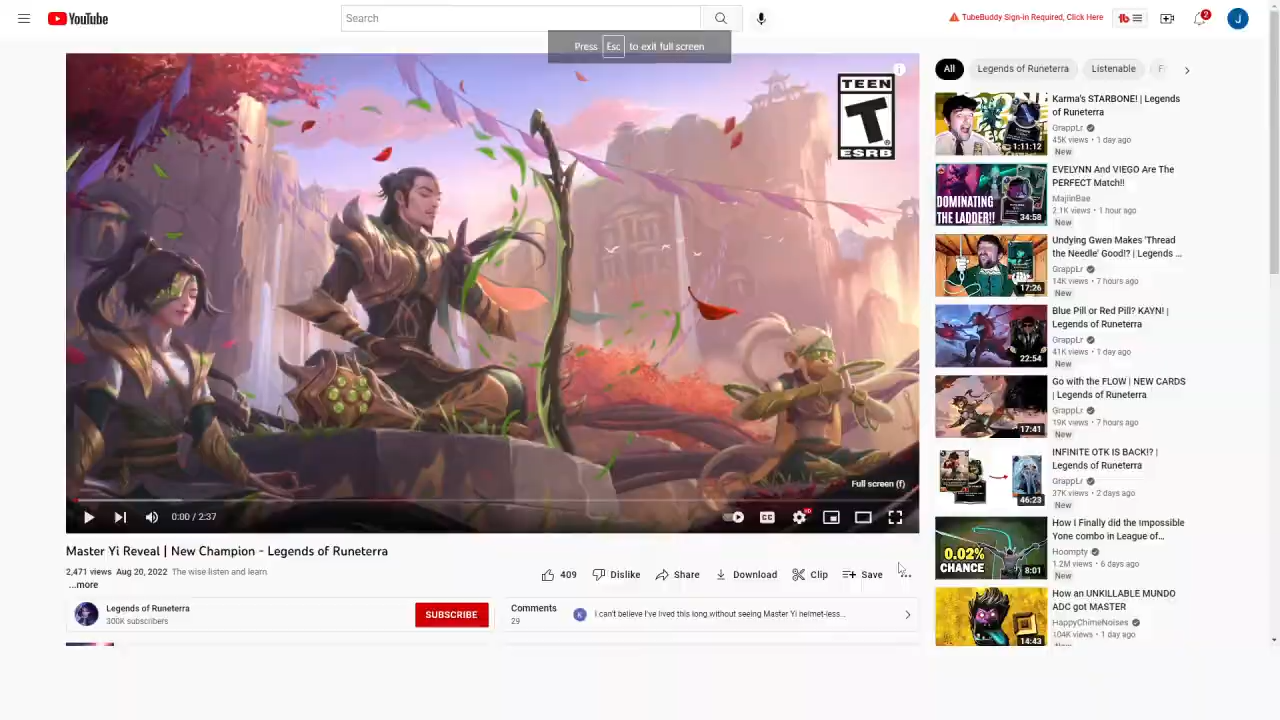 YouTube
Search
TubeBuddy Sign-in Required, Click Here
tb
2
J
Press Esc to exit full screen
TEEN
T
ESRB
Full screen (f)
0:00 / 2:37
CC
HD
Master Yi Reveal | New Champion - Legends of Runeterra
2,471 views Aug 20, 2022 The wise listen and learn.
...more
409
Dislike
Share
Download
Clip
Save
Legends of Runeterra
300K subscribers
SUBSCRIBE
Comments
29
K
I can't believe I've lived this long without seeing Master Yi helmet-less...
All
Legends of Runeterra
Listenable
Karma's STARBONE! | Legends
of Runeterra
GrappLr
45K views • 1 day ago
New
1:11:12
EVELYNN And VIEGO Are The
PERFECT Match!!
MajiinBae
2.1K views • 1 hour ago
New
DOMINATING
THE LADDER!!
34:58
Undying Gwen Makes 'Thread
the Needle' Good!? | Legends ...
GrappLr
14K views • 7 hours ago
New
17:26
Blue Pill or Red Pill? KAYN! |
Legends of Runeterra
GrappLr
41K views • 1 day ago
New
22:54
Go with the FLOW | NEW CARDS
| Legends of Runeterra
GrappLr
19K views • 7 hours ago
New
17:41
INFINITE OTK IS BACK!? |
Legends of Runeterra
GrappLr
37K views • 2 days ago
New
46:23
How I Finally did the Impossible
Yone combo in League of...
Hoompty
1.2M views • 6 days ago
New
0.02%
CHANCE
8:01
How an UNKILLABLE MUNDO
ADC got MASTER
HappyChimeNoises
104K views • 1 day ago
14:43